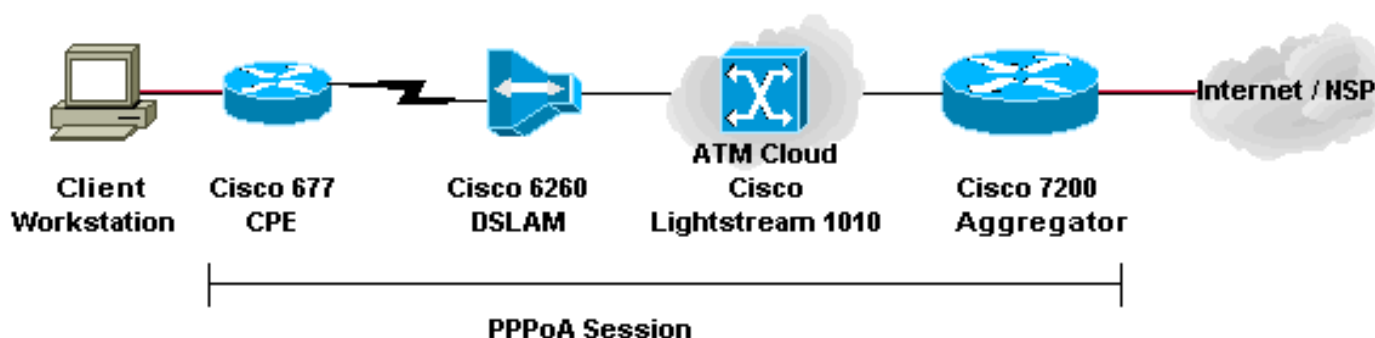 Internet / NSP
ATM Cloud
Client
Workstation
Cisco 677
CPE
Cisco 6260
DSLAM
Cisco
Lightstream 1010
Cisco 7200
Aggregator
PPPoA Session